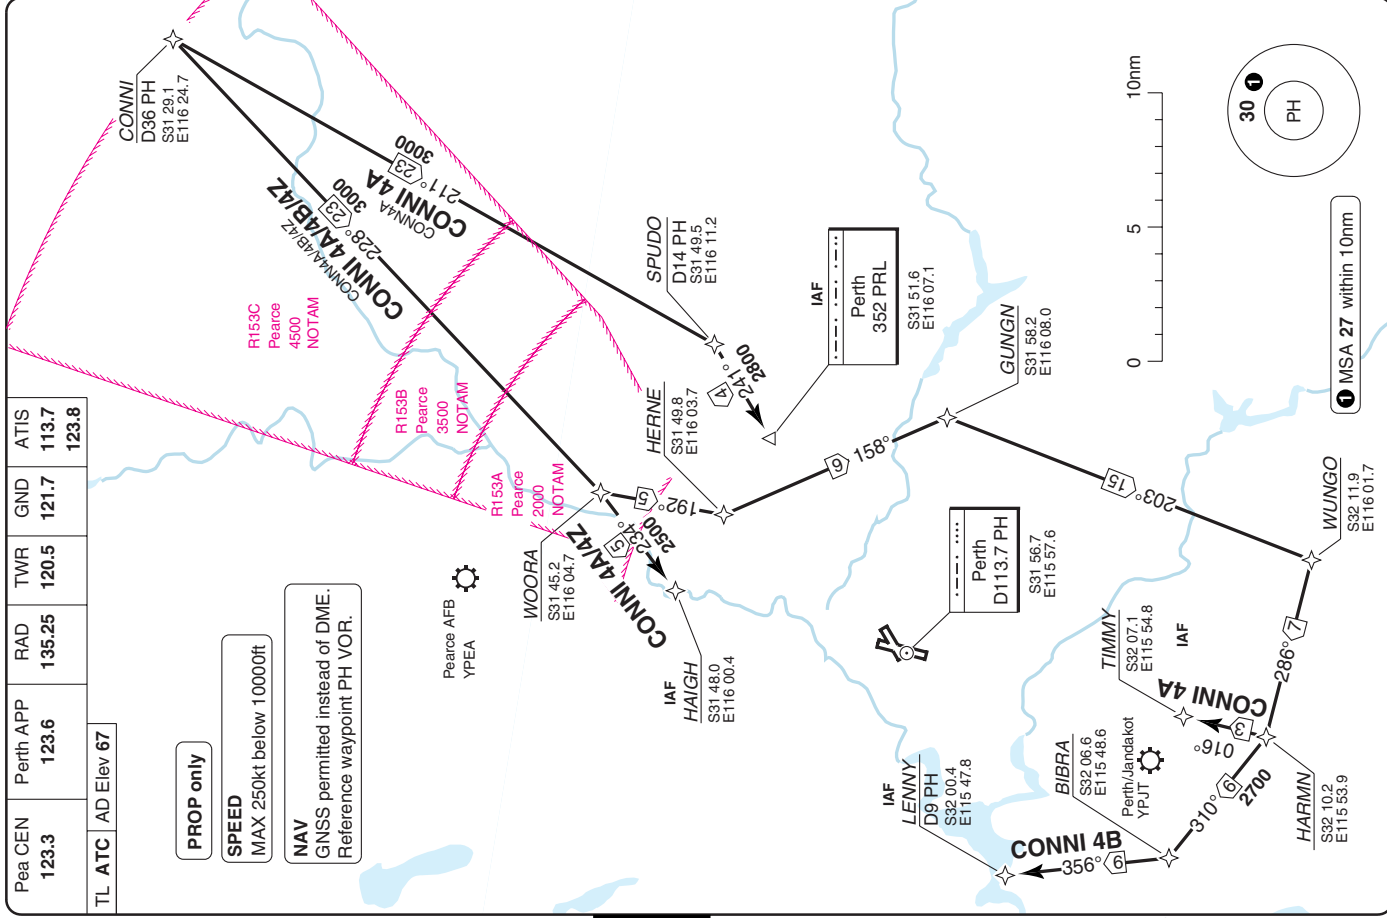 Pea CEN
123.3
Perth APP
123.6
RAD
135.25
TWR
120.5
GND
121.7
ATIS
113.7
123.8
TL ATC
AD Elev 67
PROP only
SPEED
MAX 250kt below 10000ft
NAV
GNSS permitted instead of DME.
Reference waypoint PH VOR.
CONNI
D36 PH
S31 29.1
E116 24.7
R153C
Pearce
4500
NOTAM
R153B
Pearce
3500
NOTAM
R153A
Pearce
2000
NOTAM
CONNI 4A/4B/4Z
CONN4A/4B/4Z
228°
23
3000
CONNI 4A
CONN4A
211°
23
3000
SPUDO
D14 PH
S31 49.5
E116 11.2
4
241°
2800
IAF
Perth
352 PRL
S31 51.6
E116 07.1
HERNE
S31 49.8
E116 03.7
WOORA
S31 45.2
E116 04.7
5
192°
5
234°
2500
CONNI 4A/4Z
IAF
HAIGH
S31 48.0
E116 00.4
Pearce AFB
YPEA
9
158°
GUNGN
S31 58.2
E116 08.0
15
203°
Perth
D113.7 PH
S31 56.7
E115 57.6
WUNGO
S32 11.9
E116 01.7
7
286°
TIMMY
S32 07.1
E115 54.8
IAF
CONNI 4A
3
016°
HARMN
S32 10.2
E115 53.9
310°
6
2700
BIBRA
S32 06.6
E115 48.6
Perth/Jandakot
YPJT
CONNI 4B
356°
6
IAF
LENNY
D9 PH
S32 00.4
E115 47.8
0
5
10nm
30 1
PH
1 MSA 27 within 10nm